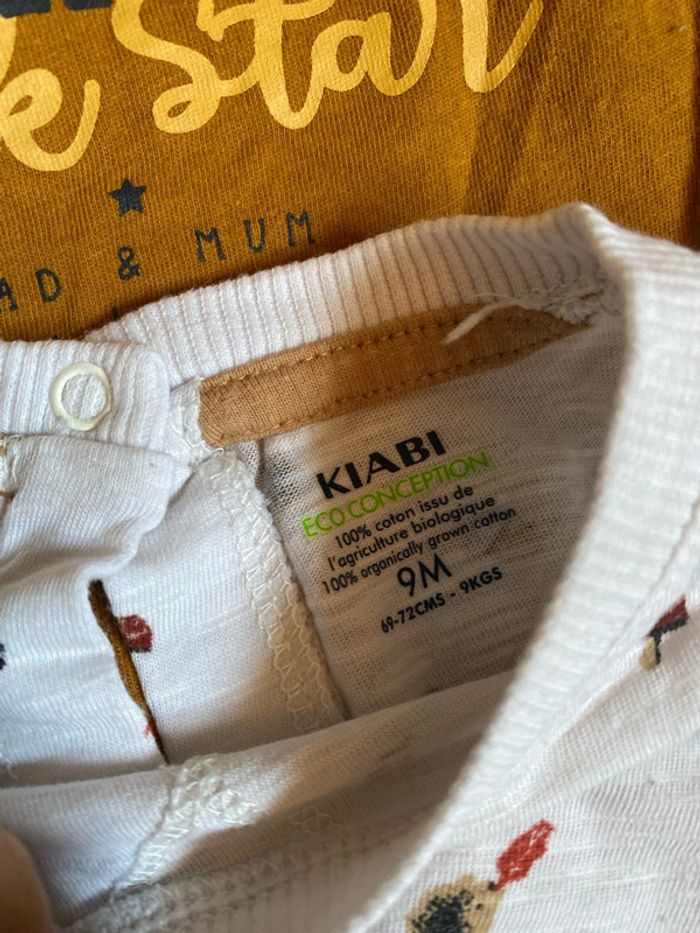 Star
& MUM
KIABI
ECO CONCEPTION
100% coton issu de
l'agriculture biologique
100% organically grown cotton
9M
69-72CMS - 9KGS